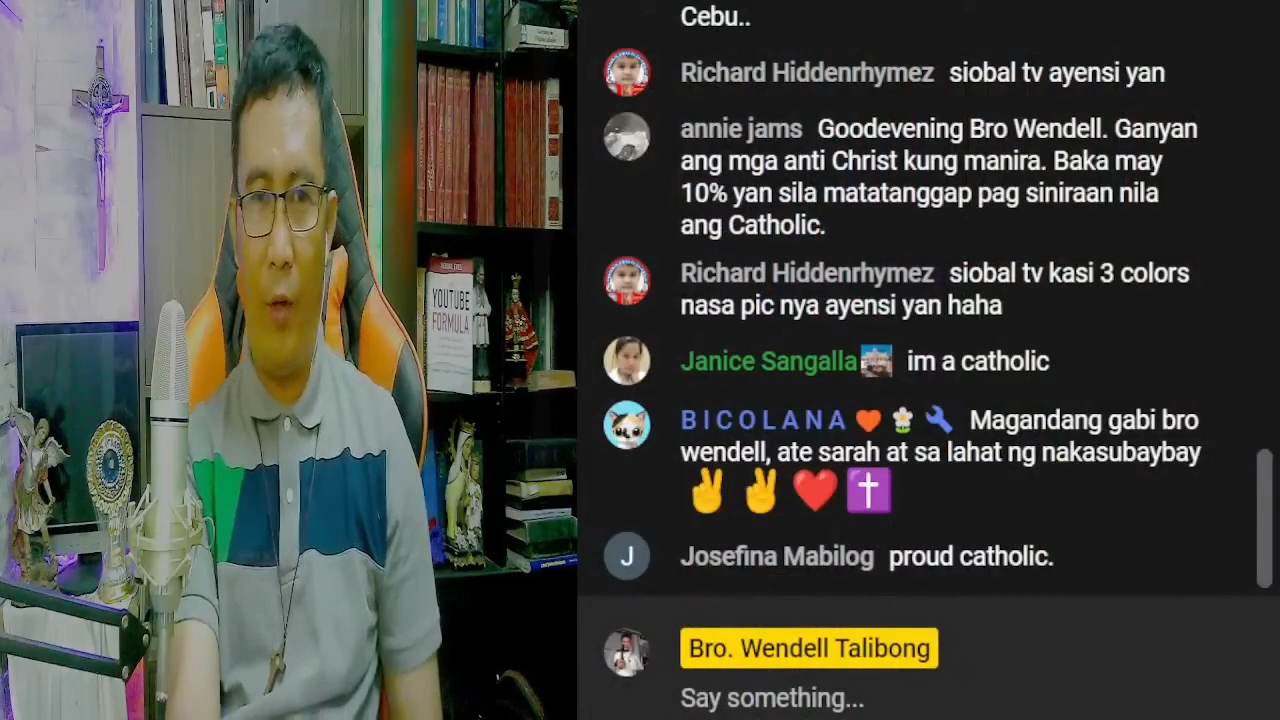 Cebu..
Richard Hiddenrhymez siobal tv ayensi yan
annie jams Goodevening Bro Wendell. Ganyan
ang mga anti Christ kung manira. Baka may
10% yan sila matatanggap pag siniraan nila
ang Catholic.
Richard Hiddenrhymez siobal tv kasi 3 colors
nasa pic nya ayensi yan haha
Janice Sangalla im a catholic
B I C O L A N A 🧡 🌼 🔧 Magandang gabi bro
wendell, ate sarah at sa lahat ng nakasubaybay
✌️ ✌️ ❤️ ✝️
J Josefina Mabilog proud catholic.
Bro. Wendell Talibong
Say something...
YOUTUBE
FORMULA